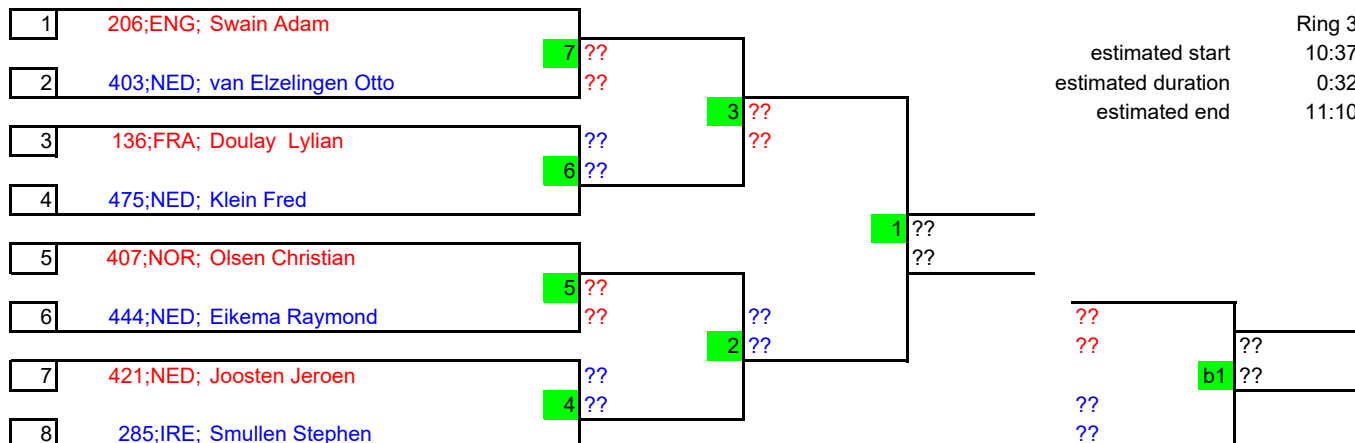 1 206;ENG; Swain Adam Ring 3
7 ?? estimated start 10:37
2 403;NED; van Elzelingen Otto ?? estimated duration 0:32
3 ?? estimated end 11:10
3 136;FRA; Doulay Lylian ?? ??
6 ??
4 475;NED; Klein Fred
1 ??
5 407;NOR; Olsen Christian ??
5 ??
6 444;NED; Eikema Raymond ?? ?? ??
2 ?? ?? ??
7 421;NED; Joosten Jeroen ?? b1 ??
4 ?? ??
8 285;IRE; Smullen Stephen ??